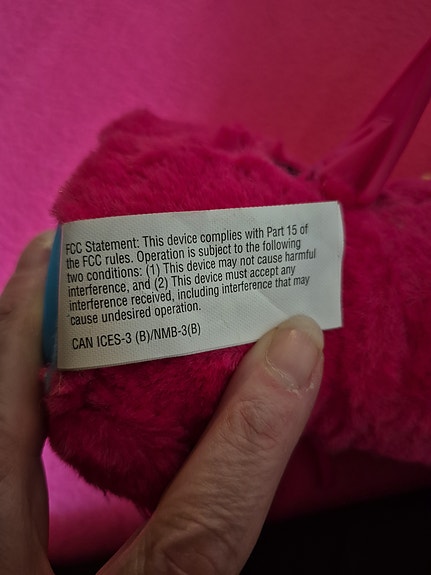 FCC Statement: This device complies with Part 15 of
the FCC rules. Operation is subject to the following
two conditions: (1) This device may not cause harmful
interference, and (2) This device must accept any
interference received, including interference that may
cause undesired operation.
CAN ICES-3 (B)/NMB-3(B)